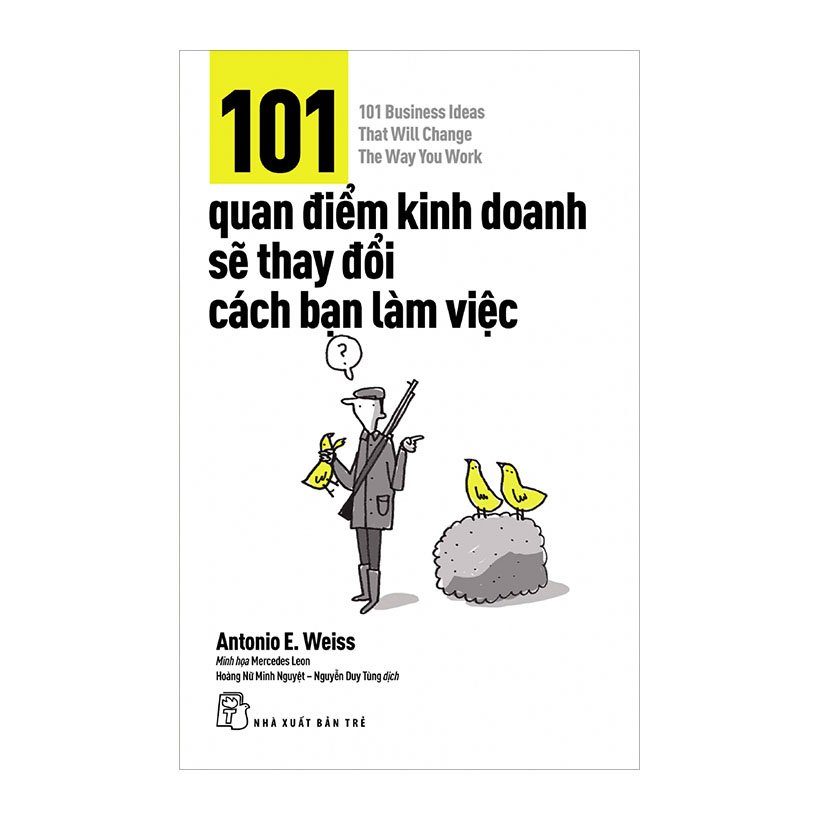 101
101 Business Ideas
That Will Change
The Way You Work
quan điểm kinh doanh
sẽ thay đổi
cách bạn làm việc
?
Antonio E. Weiss
Minh họa Mercedes Leon
Hoàng Nữ Minh Nguyệt – Nguyễn Duy Tùng dịch
T
NHÀ XUẤT BẢN TRẺ